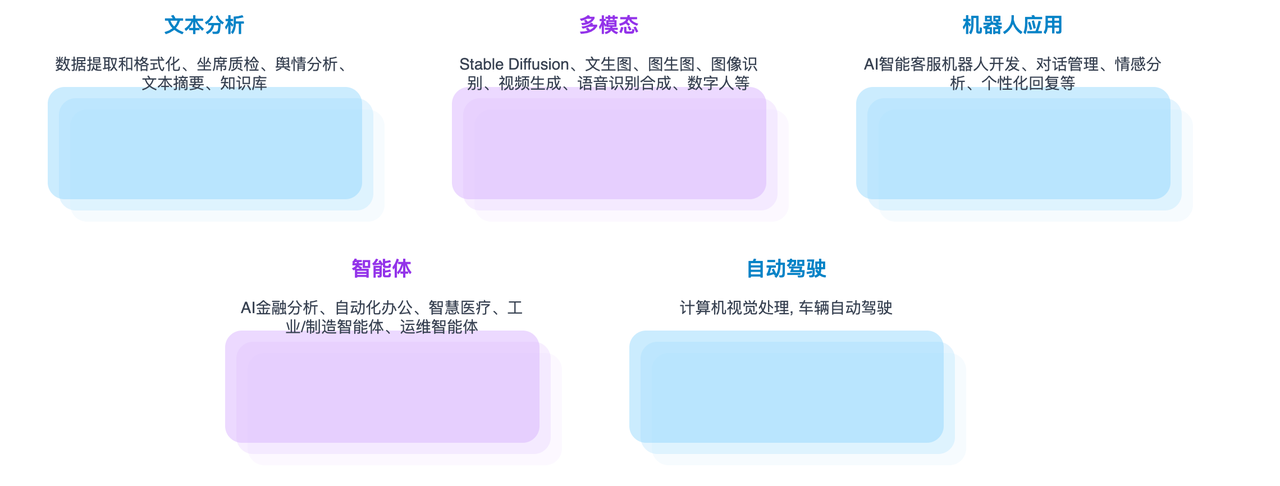 文本分析
数据提取和格式化、坐席质检、舆情分析、
文本摘要、知识库
多模态
Stable Diffusion、文生图、图生图、图像识
别、视频生成、语音识别合成、数字人等
机器人应用
AI智能客服机器人开发、对话管理、情感分
析、个性化回复等
智能体
AI金融分析、自动化办公、智慧医疗、工
业/制造智能体、运维智能体
自动驾驶
计算机视觉处理, 车辆自动驾驶